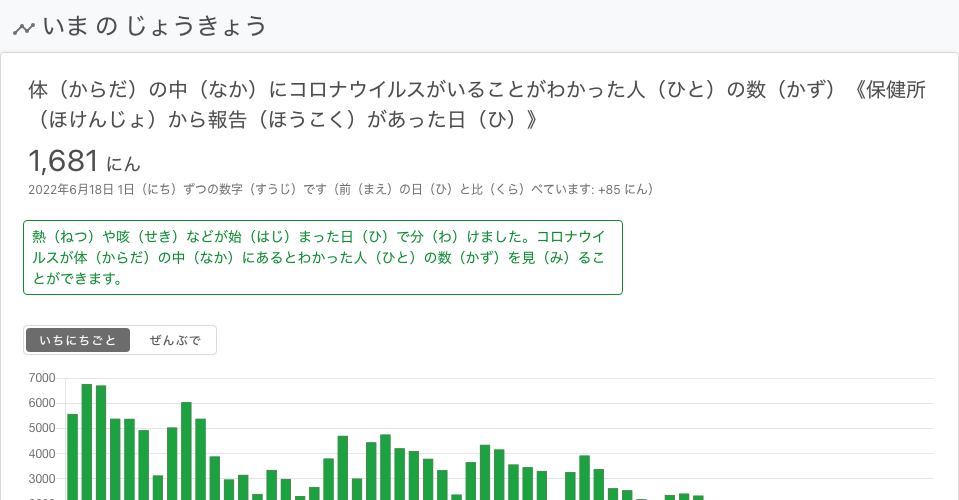 いま の じょうきょう
体（からだ）の中（なか）にコロナウイルスがいることがわかった人（ひと）の数（かず）《保健所
（ほけんじょ）から報告（ほうこく）があった日（ひ）》
1,681 にん
2022年6月18日 1日（にち）ずつの数字（すうじ）です（前（まえ）の日（ひ）と比（くら）べています: +85 にん）
熱（ねつ）や咳（せき）などが始（はじ）まった日（ひ）で分（わ）けました。コロナウイ
ルスが体（からだ）の中（なか）にあるとわかった人（ひと）の数（かず）を見（み）るこ
とができます。
いちにちごと ぜんぶで
7000
6000
5000
4000
3000